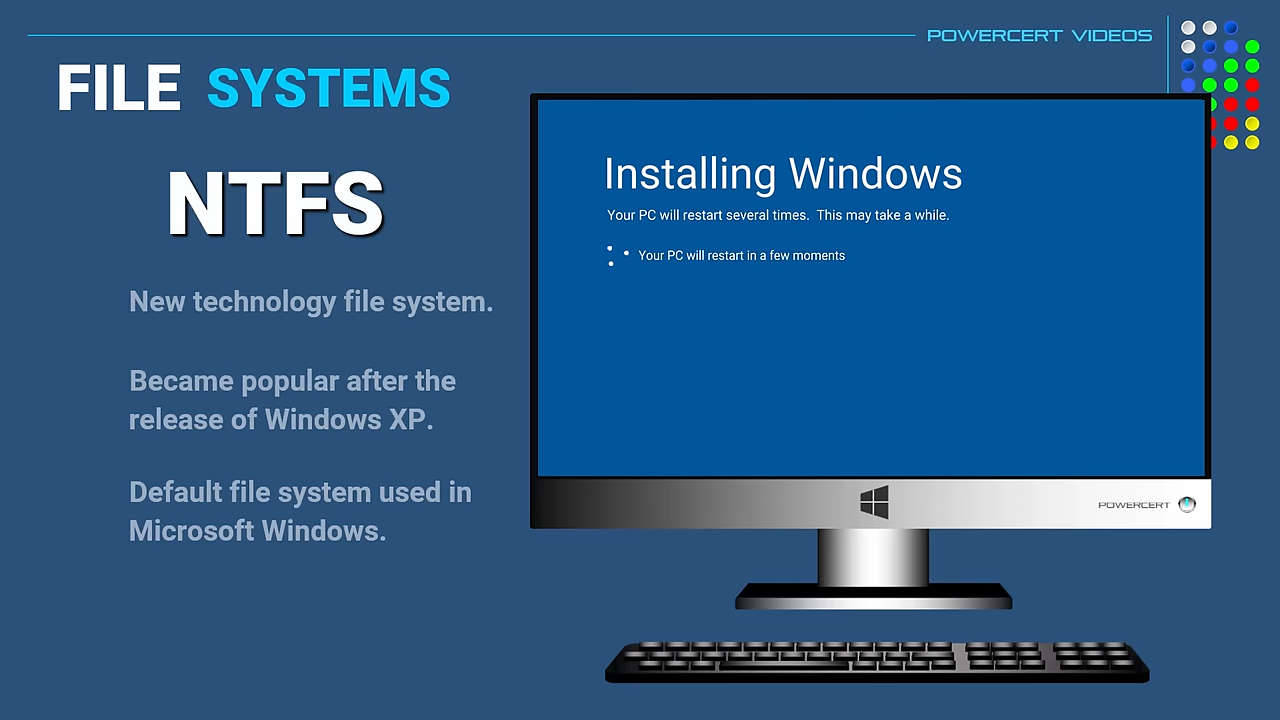 POWERCERT VIDEOS
FILE SYSTEMS
NTFS
New technology file system.
Became popular after the
release of Windows XP.
Default file system used in
Microsoft Windows.
Installing Windows
Your PC will restart several times.  This may take a while.
Your PC will restart in a few moments
POWERCERT